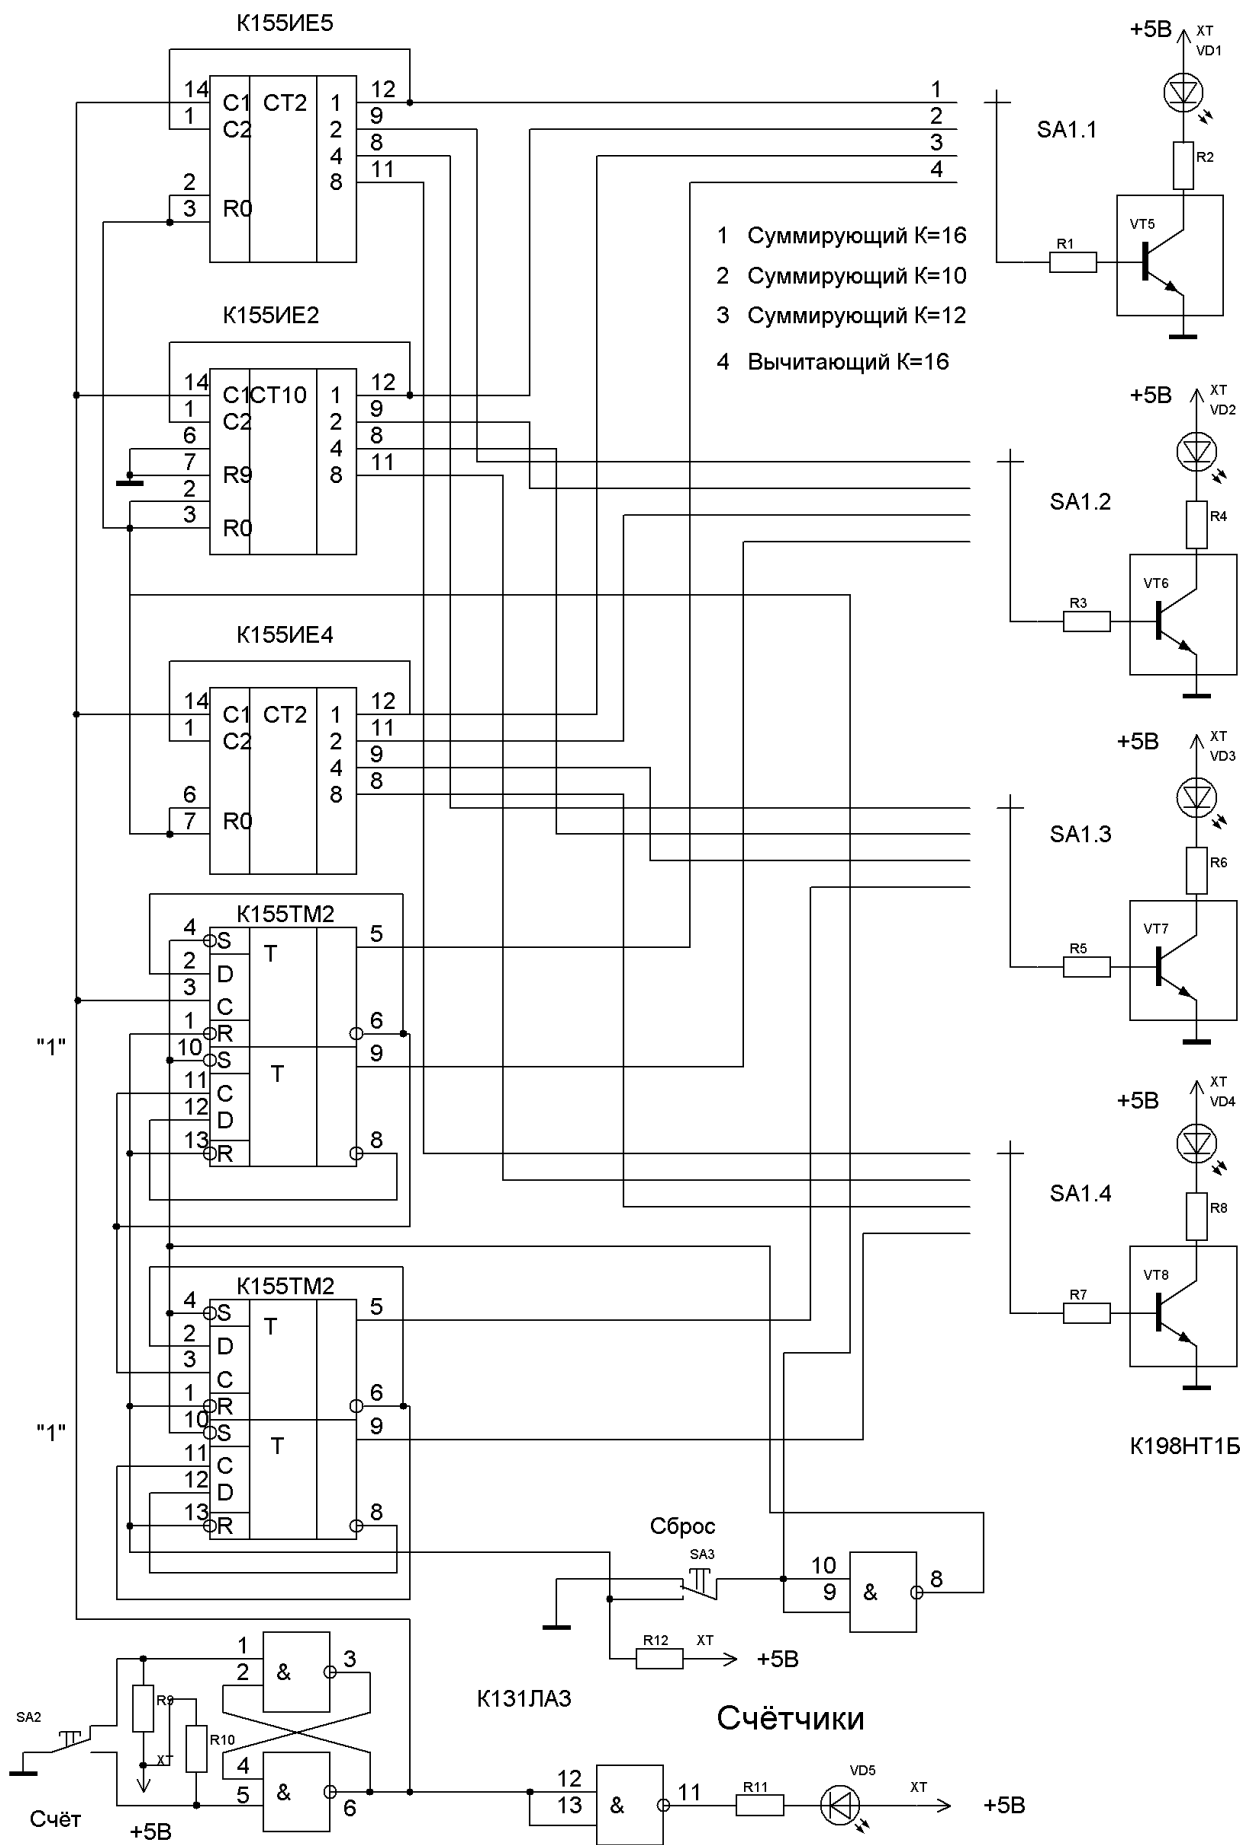 К155ИЕ5
14 C1 CT2 1 12
1 C2 2 9
4 8
8 11
2
3 R0
1
2
3
4
SA1.1
+5В XT
VD1
R2
VT5
R1
1 Суммирующий К=16
2 Суммирующий К=10
3 Суммирующий К=12
4 Вычитающий К=16
К155ИЕ2
14 C1 CT10 1 12
1 C2 2 9
6 4 8
7 R9 8 11
2
3 R0
SA1.2
+5В XT
VD2
R4
VT6
R3
К155ИЕ4
14 C1 CT2 1 12
1 C2 2 11
4 9
8 8
6
7 R0
SA1.3
+5В XT
VD3
R6
VT7
R5
К155ТМ2
4 S T 5
2 D
3 C
1 R 6
"1"
10 S T 9
11 C
12 D
13 R 8
SA1.4
+5В XT
VD4
R8
VT8
R7
К155ТМ2
4 S T 5
2 D
3 C
1 R 6
"1"
10 S T 9
11 C
12 D
13 R 8
К198НТ1Б
Сброс
SA3
10
9 & 8
R12 XT +5В
К131ЛА3
Счётчики
1
2 & 3
SA2
R9
R10
XT
4
5 & 6
Счёт
+5В
12
13 & 11
R11
VD5
XT
+5В